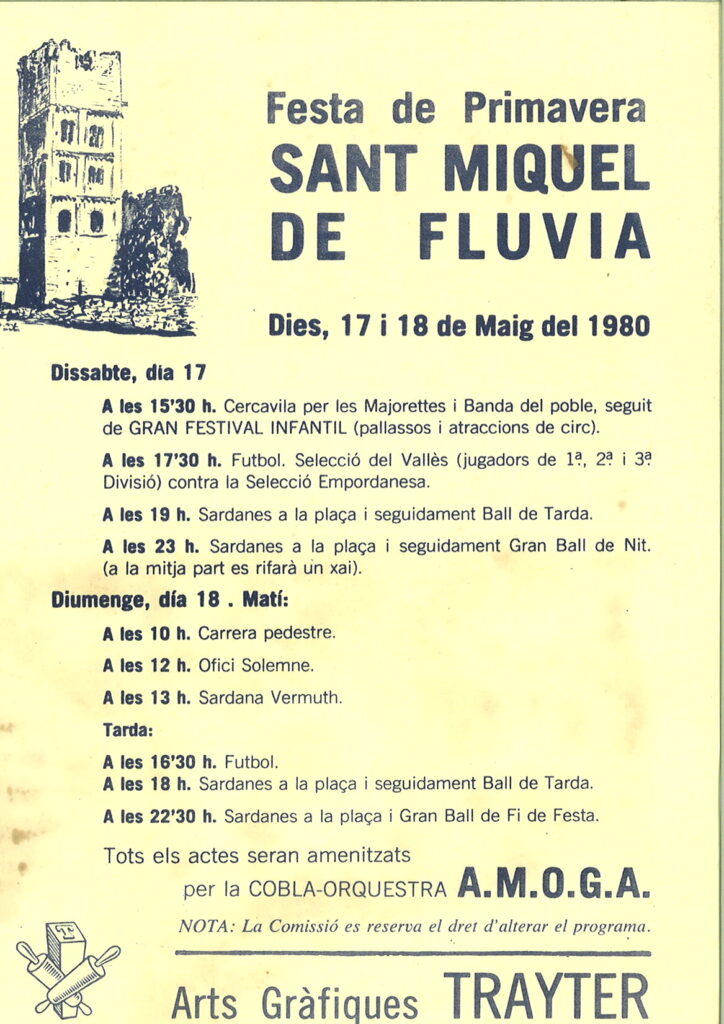 Festa de Primavera
SANT MIQUEL
DE FLUVIA
Dies, 17 i 18 de Maig del 1980
Dissabte, día 17
A les 15'30 h. Cercavila per les Majorettes i Banda del poble, seguit
de GRAN FESTIVAL INFANTIL (pallassos i atraccions de circ).
A les 17'30 h. Futbol. Selecció del Vallès (jugadors de 1ª, 2ª i 3ª
Divisió) contra la Selecció Empordanesa.
A les 19 h. Sardanes a la plaça i seguidament Ball de Tarda.
A les 23 h. Sardanes a la plaça i seguidament Gran Ball de Nit.
(a la mitja part es rifarà un xai).
Diumenge, día 18 . Matí:
A les 10 h. Carrera pedestre.
A les 12 h. Ofici Solemne.
A les 13 h. Sardana Vermuth.
Tarda:
A les 16'30 h. Futbol.
A les 18 h. Sardanes a la plaça i seguidament Ball de Tarda.
A les 22'30 h. Sardanes a la plaça i Gran Ball de Fi de Festa.
Tots els actes seran amenitzats
per la COBLA-ORQUESTRA A.M.O.G.A.
NOTA: La Comissió es reserva el dret d'alterar el programa.
Arts Gràfiques TRAYTER